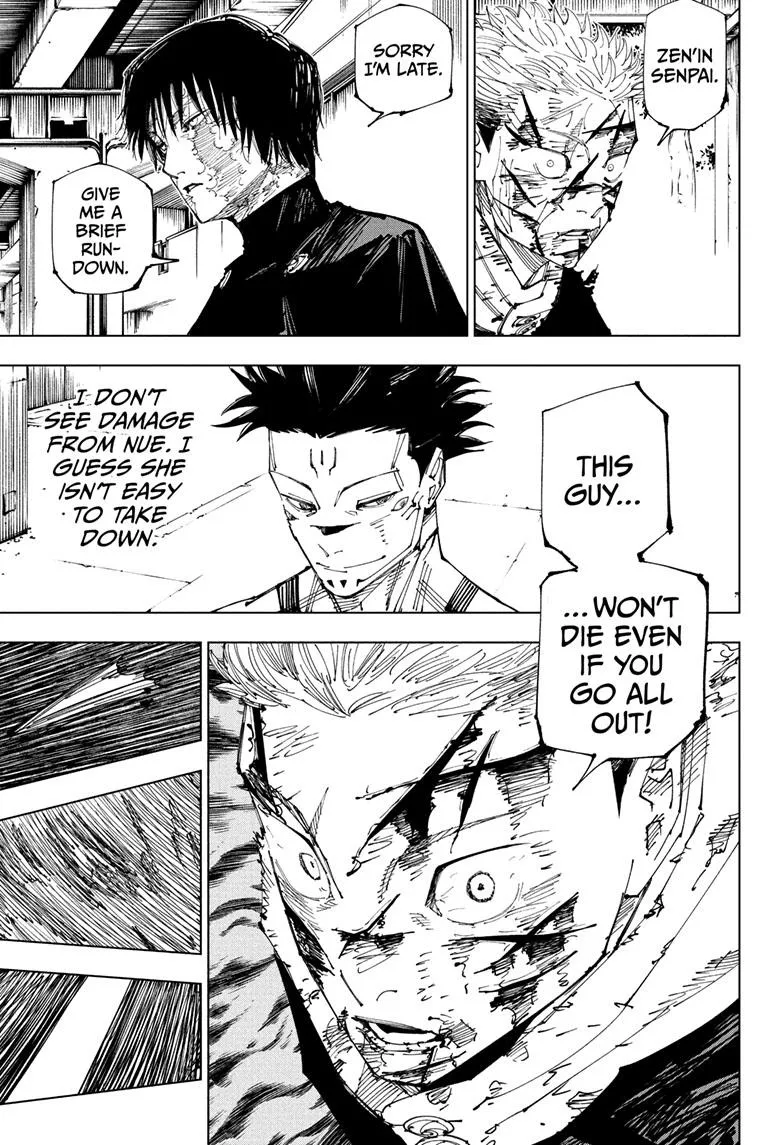 ZEN'IN
SENPAI.
SORRY
I'M LATE.
GIVE
ME A
BRIEF
RUN-
DOWN.
THIS
GUY...
I DON'T
SEE DAMAGE
FROM NUE. I
GUESS SHE
ISN'T EASY
TO TAKE
DOWN.
...WON'T
DIE EVEN
IF YOU
GO ALL
OUT!